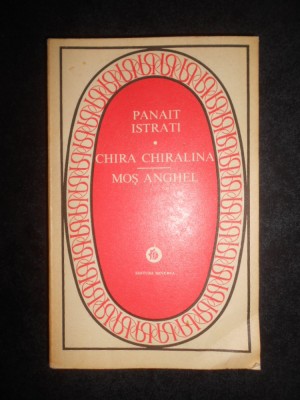 PANAIT
ISTRATI
CHIRA CHIRALINA
MOȘ ANGHEL
EDITURA MINERVA